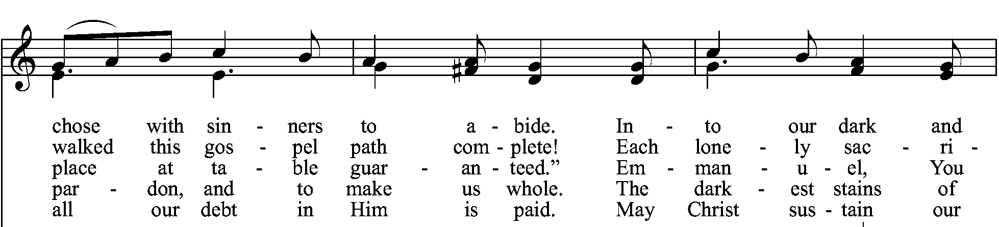 chose with sin - ners to a - bide. In - to our dark and
walked this gos - pel path com - plete! Each lone - ly sac - ri -
place at ta - ble guar - an - teed.” Em - man - u - el, You
par - don, and to make us whole. The dark - est stains of
all our debt in Him is paid. May Christ sus - tain our